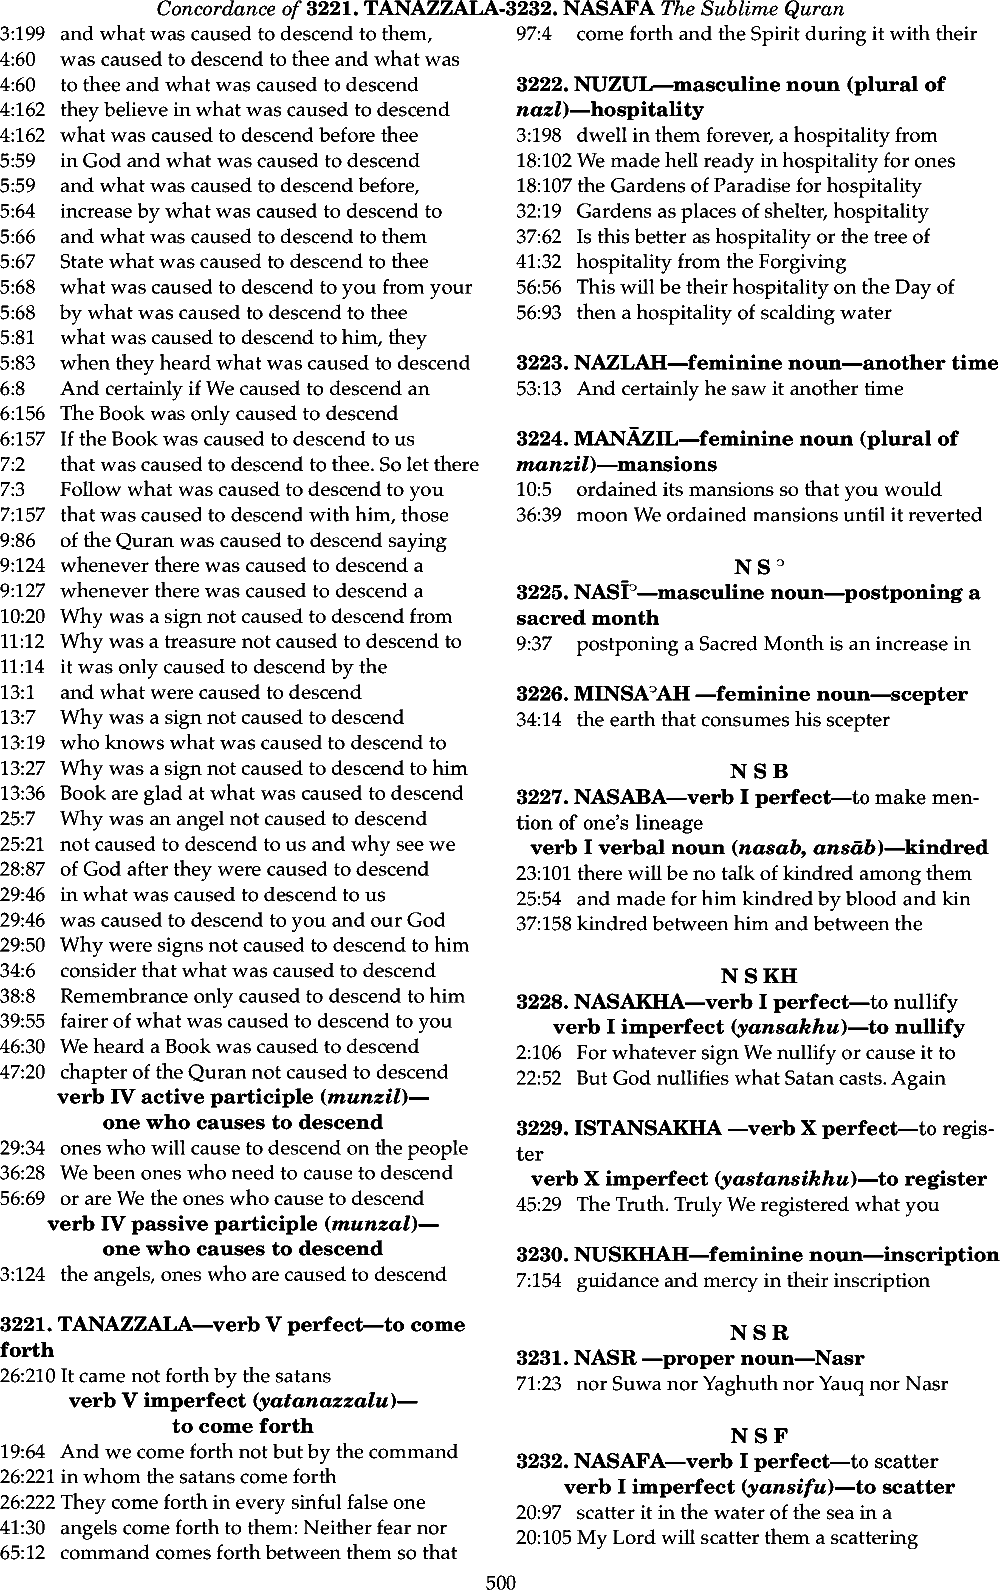 Concordance of 3221. TANAZZALA-3232. NASAFA The Sublime Quran
3:199 and what was caused to descend to them,
4:60 was caused to descend to thee and what was
4:60 to thee and what was caused to descend
4:162 they believe in what was caused to descend
4:162 what was caused to descend before thee
5:59 in God and what was caused to descend
5:59 and what was caused to descend before,
5:64 increase by what was caused to descend to
5:66 and what was caused to descend to them
5:67 State what was caused to descend to thee
5:68 what was caused to descend to you from your
5:68 by what was caused to descend to thee
5:81 what was caused to descend to him, they
5:83 when they heard what was caused to descend
6:8 And certainly if We caused to descend an
6:156 The Book was only caused to descend
6:157 If the Book was caused to descend to us
7:2 that was caused to descend to thee. So let there
7:3 Follow what was caused to descend to you
7:157 that was caused to descend with him, those
9:86 of the Quran was caused to descend saying
9:124 whenever there was caused to descend a
9:127 whenever there was caused to descend a
10:20 Why was a sign not caused to descend from
11:12 Why was a treasure not caused to descend to
11:14 it was only caused to descend by the
13:1 and what were caused to descend
13:7 Why was a sign not caused to descend
13:19 who knows what was caused to descend to
13:27 Why was a sign not caused to descend to him
13:36 Book are glad at what was caused to descend
25:7 Why was an angel not caused to descend
25:21 not caused to descend to us and why see we
28:87 of God after they were caused to descend
29:46 in what was caused to descend to us
29:46 was caused to descend to you and our God
29:50 Why were signs not caused to descend to him
34:6 consider that what was caused to descend
38:8 Remembrance only caused to descend to him
39:55 fairer of what was caused to descend to you
46:30 We heard a Book was caused to descend
47:20 chapter of the Quran not caused to descend
verb IV active participle (munzil)—
one who causes to descend
29:34 ones who will cause to descend on the people
36:28 We been ones who need to cause to descend
56:69 or are We the ones who cause to descend
verb IV passive participle (munzal)—
one who causes to descend
3:124 the angels, ones who are caused to descend
3221. TANAZZALA—verb V perfect—to come
forth
26:210 It came not forth by the satans
verb V imperfect (yatanazzalu)—
to come forth
19:64 And we come forth not but by the command
26:221 in whom the satans come forth
26:222 They come forth in every sinful false one
41:30 angels come forth to them: Neither fear nor
65:12 command comes forth between them so that
97:4 come forth and the Spirit during it with their
3222. NUZUL—masculine noun (plural of
nazl)—hospitality
3:198 dwell in them forever, a hospitality from
18:102 We made hell ready in hospitality for ones
18:107 the Gardens of Paradise for hospitality
32:19 Gardens as places of shelter, hospitality
37:62 Is this better as hospitality or the tree of
41:32 hospitality from the Forgiving
56:56 This will be their hospitality on the Day of
56:93 then a hospitality of scalding water
3223. NAZLAH—feminine noun—another time
53:13 And certainly he saw it another time
3224. MANĀZIL—feminine noun (plural of
manzil)—mansions
10:5 ordained its mansions so that you would
36:39 moon We ordained mansions until it reverted
N S ᵓ
3225. NASĪᵓ—masculine noun—postponing a
sacred month
9:37 postponing a Sacred Month is an increase in
3226. MINSAᵓAH —feminine noun—scepter
34:14 the earth that consumes his scepter
N S B
3227. NASABA—verb I perfect—to make men-
tion of one's lineage
verb I verbal noun (nasab, ansāb)—kindred
23:101 there will be no talk of kindred among them
25:54 and made for him kindred by blood and kin
37:158 kindred between him and between the
N S KH
3228. NASAKHA—verb I perfect—to nullify
verb I imperfect (yansakhu)—to nullify
2:106 For whatever sign We nullify or cause it to
22:52 But God nullifies what Satan casts. Again
3229. ISTANSAKHA —verb X perfect—to regis-
ter
verb X imperfect (yastansikhu)—to register
45:29 The Truth. Truly We registered what you
3230. NUSKHAH—feminine noun—inscription
7:154 guidance and mercy in their inscription
N S R
3231. NASR —proper noun—Nasr
71:23 nor Suwa nor Yaghuth nor Yauq nor Nasr
N S F
3232. NASAFA—verb I perfect—to scatter
verb I imperfect (yansifu)—to scatter
20:97 scatter it in the water of the sea in a
20:105 My Lord will scatter them a scattering
500